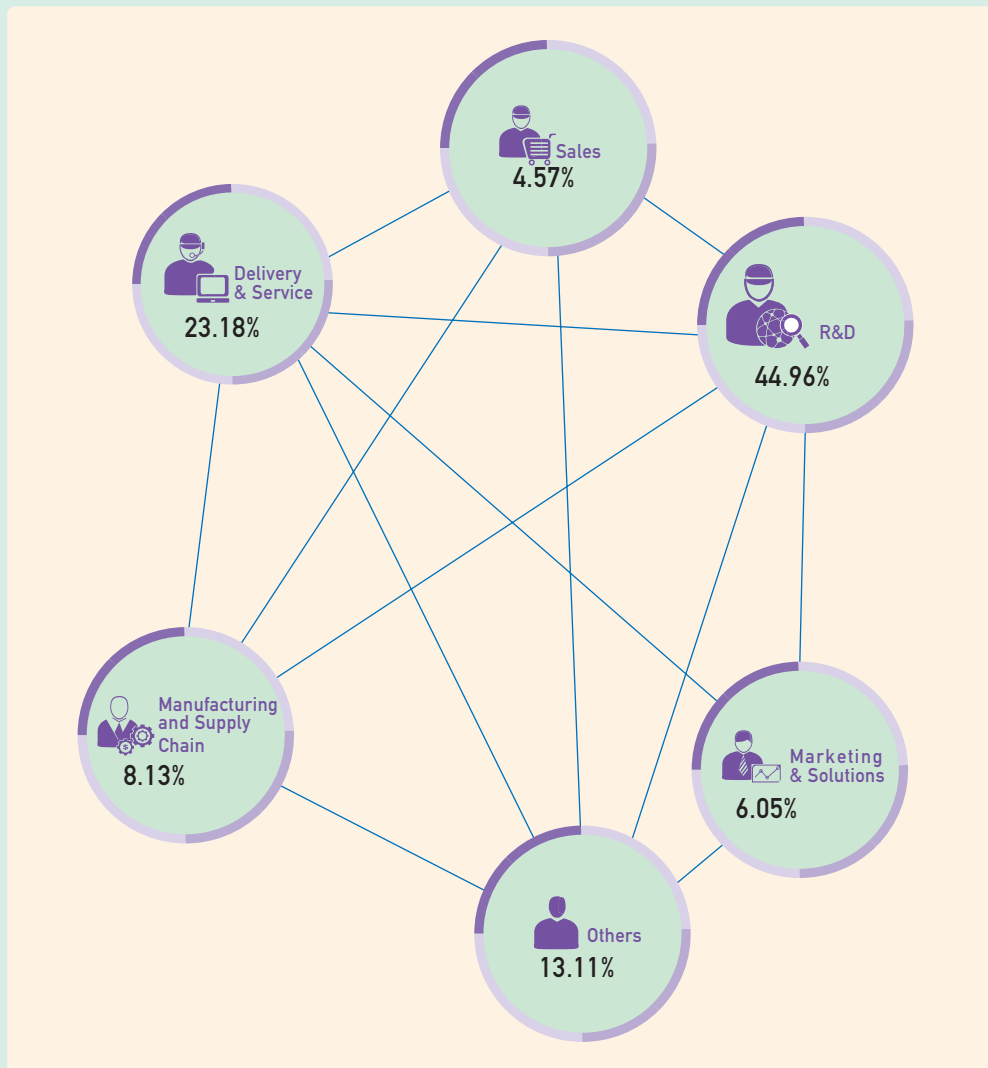 Sales
4.57%
Delivery
& Service
23.18%
R&D
44.96%
Manufacturing
and Supply
Chain
8.13%
Marketing
& Solutions
6.05%
Others
13.11%